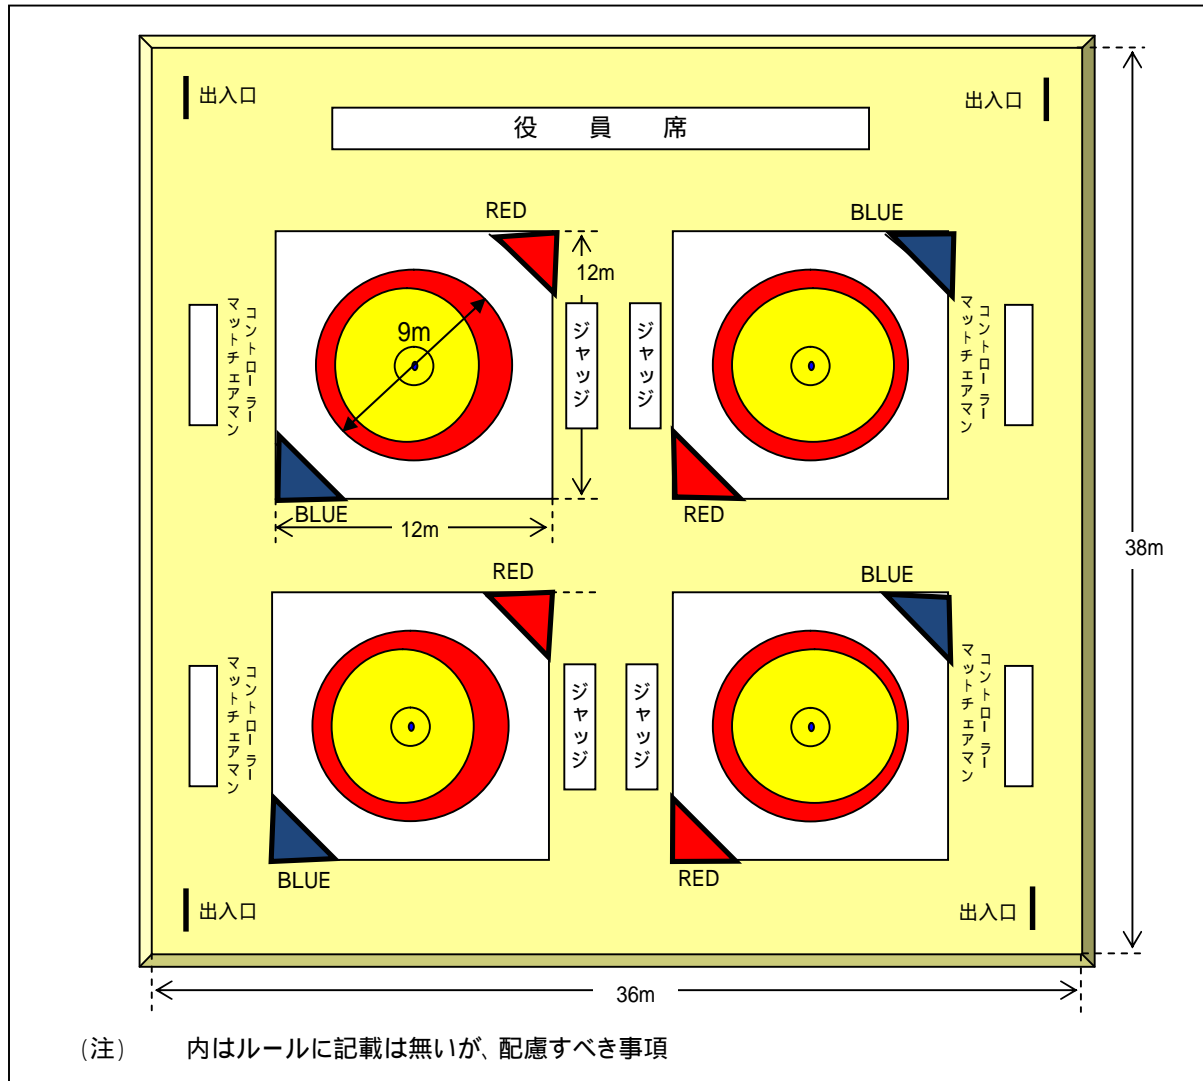 出入口
出入口
役 員 席
RED
BLUE
12m
マットチェアマン
コントローラー
9m
ジャッジ
ジャッジ
マットチェアマン
コントローラー
BLUE
12m
RED
38m
RED
BLUE
マットチェアマン
コントローラー
ジャッジ
ジャッジ
マットチェアマン
コントローラー
BLUE
RED
出入口
出入口
36m
(注) 内はルールに記載は無いが、配慮すべき事項